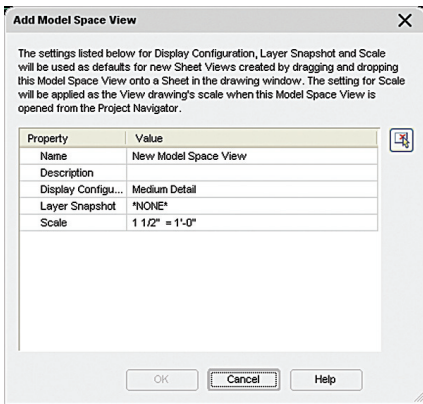 Add Model Space View
The settings listed below for Display Configuration, Layer Snapshot and Scale
will be used as defaults for new Sheet Views created by dragging and dropping
this Model Space View onto a Sheet in the drawing window. The setting for Scale
will be applied as the View drawing's scale when this Model Space View is
opened from the Project Navigator.
Property Value
Name New Model Space View
Description
Display Configu... Medium Detail
Layer Snapshot *NONE*
Scale 1 1/2" = 1'-0"
OK Cancel Help